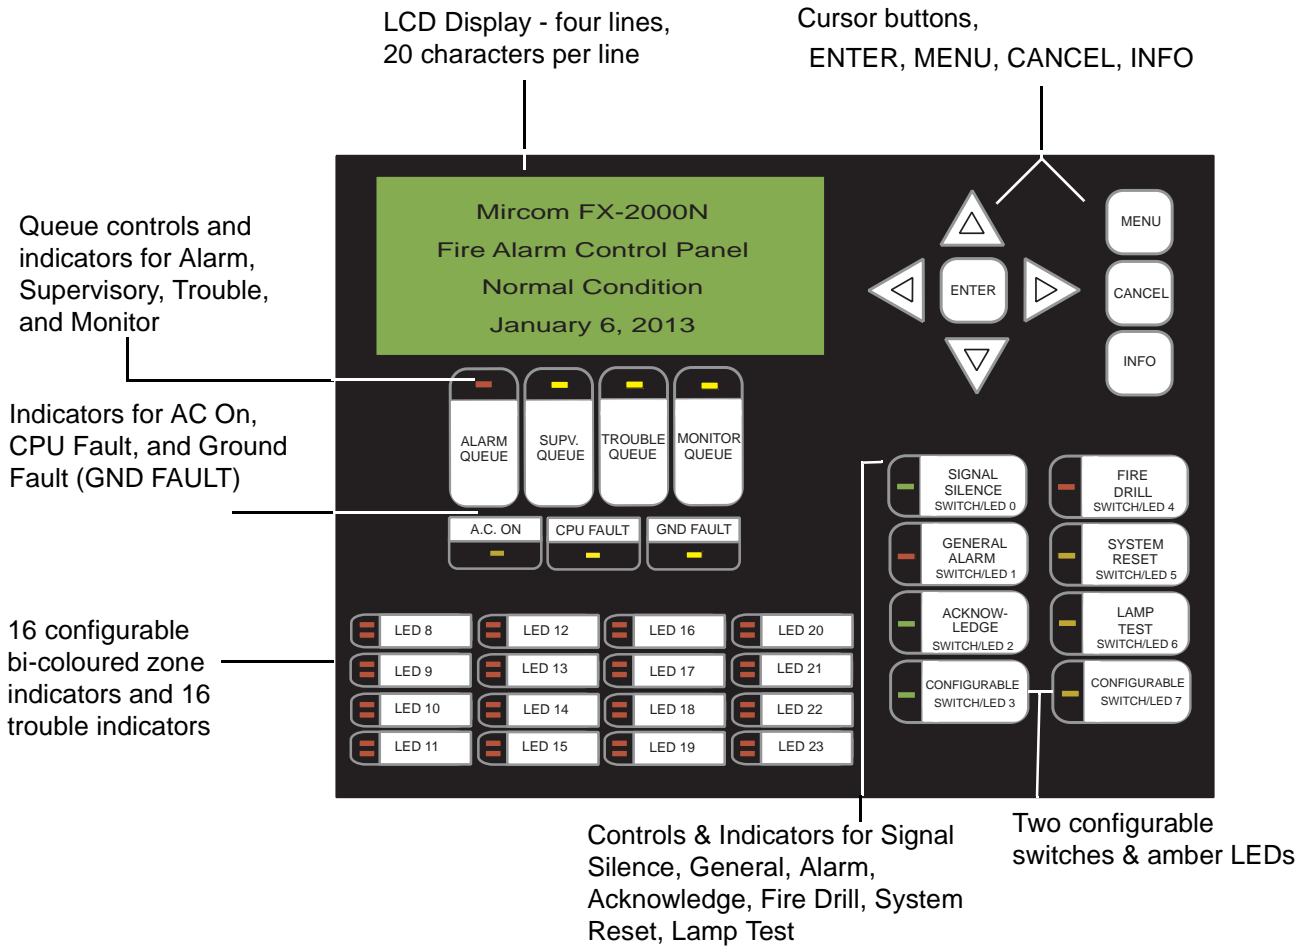 LCD Display - four lines,
20 characters per line
Cursor buttons,
ENTER, MENU, CANCEL, INFO
Queue controls and
indicators for Alarm,
Supervisory, Trouble,
and Monitor
Indicators for AC On,
CPU Fault, and Ground
Fault (GND FAULT)
16 configurable
bi-coloured zone
indicators and 16
trouble indicators
Mircom FX-2000N
Fire Alarm Control Panel
Normal Condition
January 6, 2013
ENTER
MENU
CANCEL
INFO
ALARM
QUEUE
SUPV.
QUEUE
TROUBLE
QUEUE
MONITOR
QUEUE
A.C. ON
CPU FAULT
GND FAULT
LED 8
LED 12
LED 16
LED 20
LED 9
LED 13
LED 17
LED 21
LED 10
LED 14
LED 18
LED 22
LED 11
LED 15
LED 19
LED 23
SIGNAL
SILENCE
SWITCH/LED 0
FIRE
DRILL
SWITCH/LED 4
GENERAL
ALARM
SWITCH/LED 1
SYSTEM
RESET
SWITCH/LED 5
ACKNOW-
LEDGE
SWITCH/LED 2
LAMP
TEST
SWITCH/LED 6
CONFIGURABLE
SWITCH/LED 3
CONFIGURABLE
SWITCH/LED 7
Controls & Indicators for Signal
Silence, General, Alarm,
Acknowledge, Fire Drill, System
Reset, Lamp Test
Two configurable
switches & amber LEDs